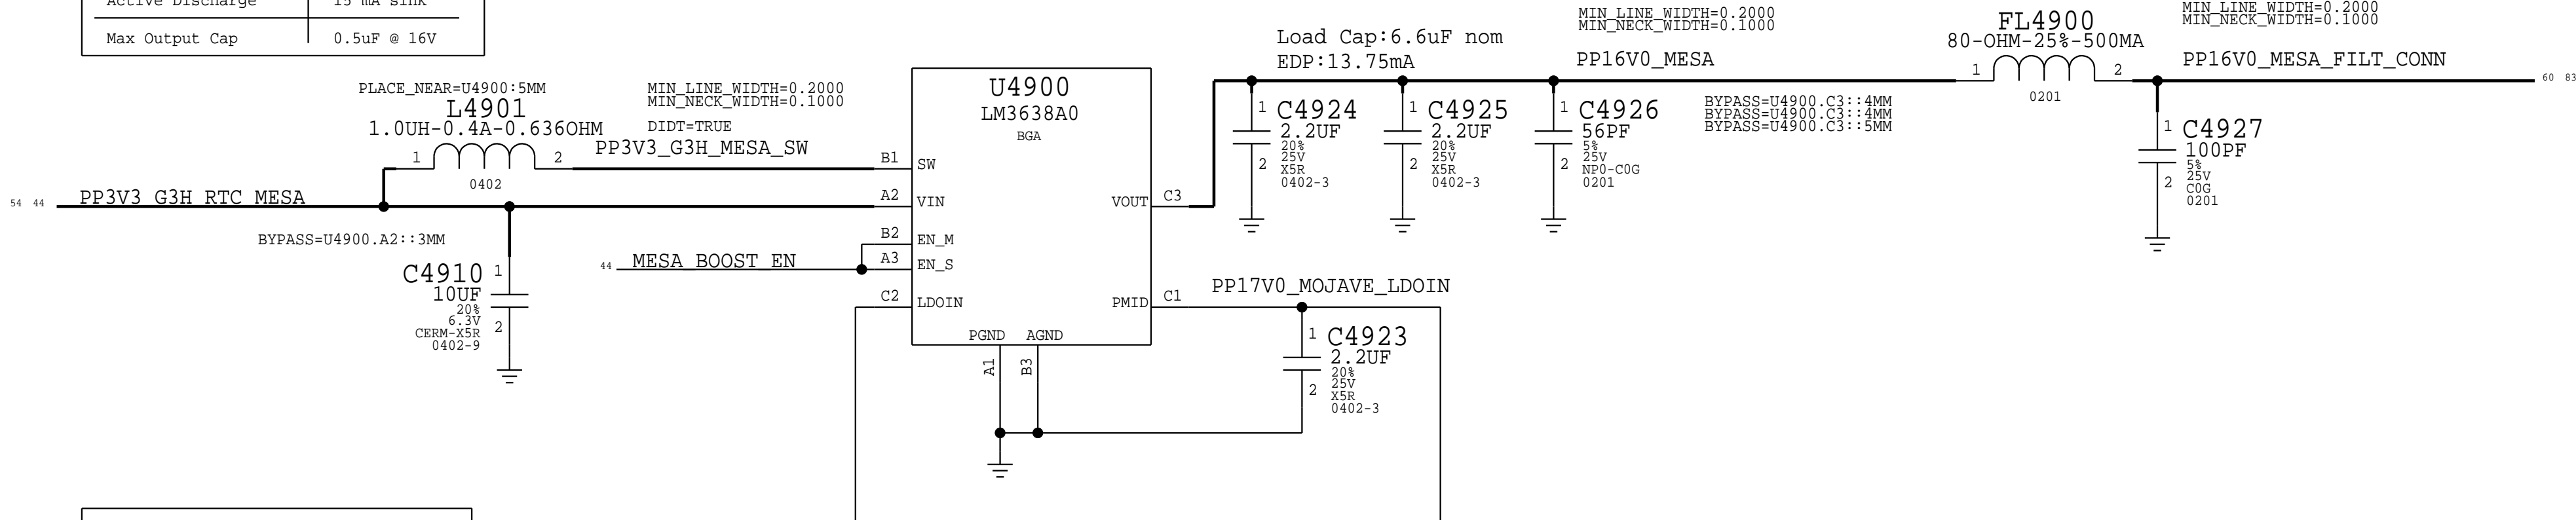 Active Discharge 15 mA sink
Max Output Cap 0.5uF @ 16V
PLACE_NEAR=U4900:5MM
L4901
1.0UH-0.4A-0.636OHM
1 2
0402
MIN_LINE_WIDTH=0.2000
MIN_NECK_WIDTH=0.1000
DIDT=TRUE
PP3V3_G3H_MESA_SW
54 44 PP3V3_G3H_RTC_MESA
BYPASS=U4900.A2::3MM
C4910 1
10UF
20%
6.3V 2
CERM-X5R
0402-9
44 MESA_BOOST_EN
U4900
LM3638A0
BGA
B1 SW
A2 VIN
B2 EN_M
A3 EN_S
C2 LDOIN
VOUT C3
PMID C1
PGND AGND
A1 B3
Load Cap:6.6uF nom
EDP:13.75mA
MIN_LINE_WIDTH=0.2000
MIN_NECK_WIDTH=0.1000
PP16V0_MESA
1 C4924
2.2UF
20%
2 25V
X5R
0402-3
1 C4925
2.2UF
20%
2 25V
X5R
0402-3
1 C4926
56PF
5%
2 25V
NP0-C0G
0201
BYPASS=U4900.C3::4MM
BYPASS=U4900.C3::4MM
BYPASS=U4900.C3::5MM
FL4900
80-OHM-25%-500MA
1 2
0201
MIN_LINE_WIDTH=0.2000
MIN_NECK_WIDTH=0.1000
PP16V0_MESA_FILT_CONN
60 83
1 C4927
100PF
5%
2 25V
C0G
0201
PP17V0_MOJAVE_LDOIN
1 C4923
2.2UF
20%
2 25V
X5R
0402-3